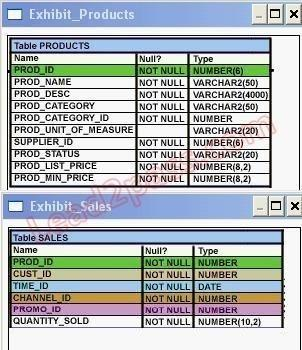 Exhibit_Products
Table PRODUCTS
Name Null? Type
PROD_ID NOT NULL NUMBER(6)
PROD_NAME NOT NULL VARCHAR2(50)
PROD_DESC NOT NULL VARCHAR2(4000)
PROD_CATEGORY NOT NULL VARCHAR2(50)
PROD_CATEGORY_ID NOT NULL NUMBER
PROD_UNIT_OF_MEASURE VARCHAR2(20)
SUPPLIER_ID NOT NULL NUMBER(6)
PROD_STATUS NOT NULL VARCHAR2(20)
PROD_LIST_PRICE NOT NULL NUMBER(8,2)
PROD_MIN_PRICE NOT NULL NUMBER(8,2)
Exhibit_Sales
Table SALES
Name Null? Type
PROD_ID NOT NULL NUMBER
CUST_ID NOT NULL NUMBER
TIME_ID NOT NULL DATE
CHANNEL_ID NOT NULL NUMBER
PROMO_ID NOT NULL NUMBER
QUANTITY_SOLD NOT NULL NUMBER(10,2)